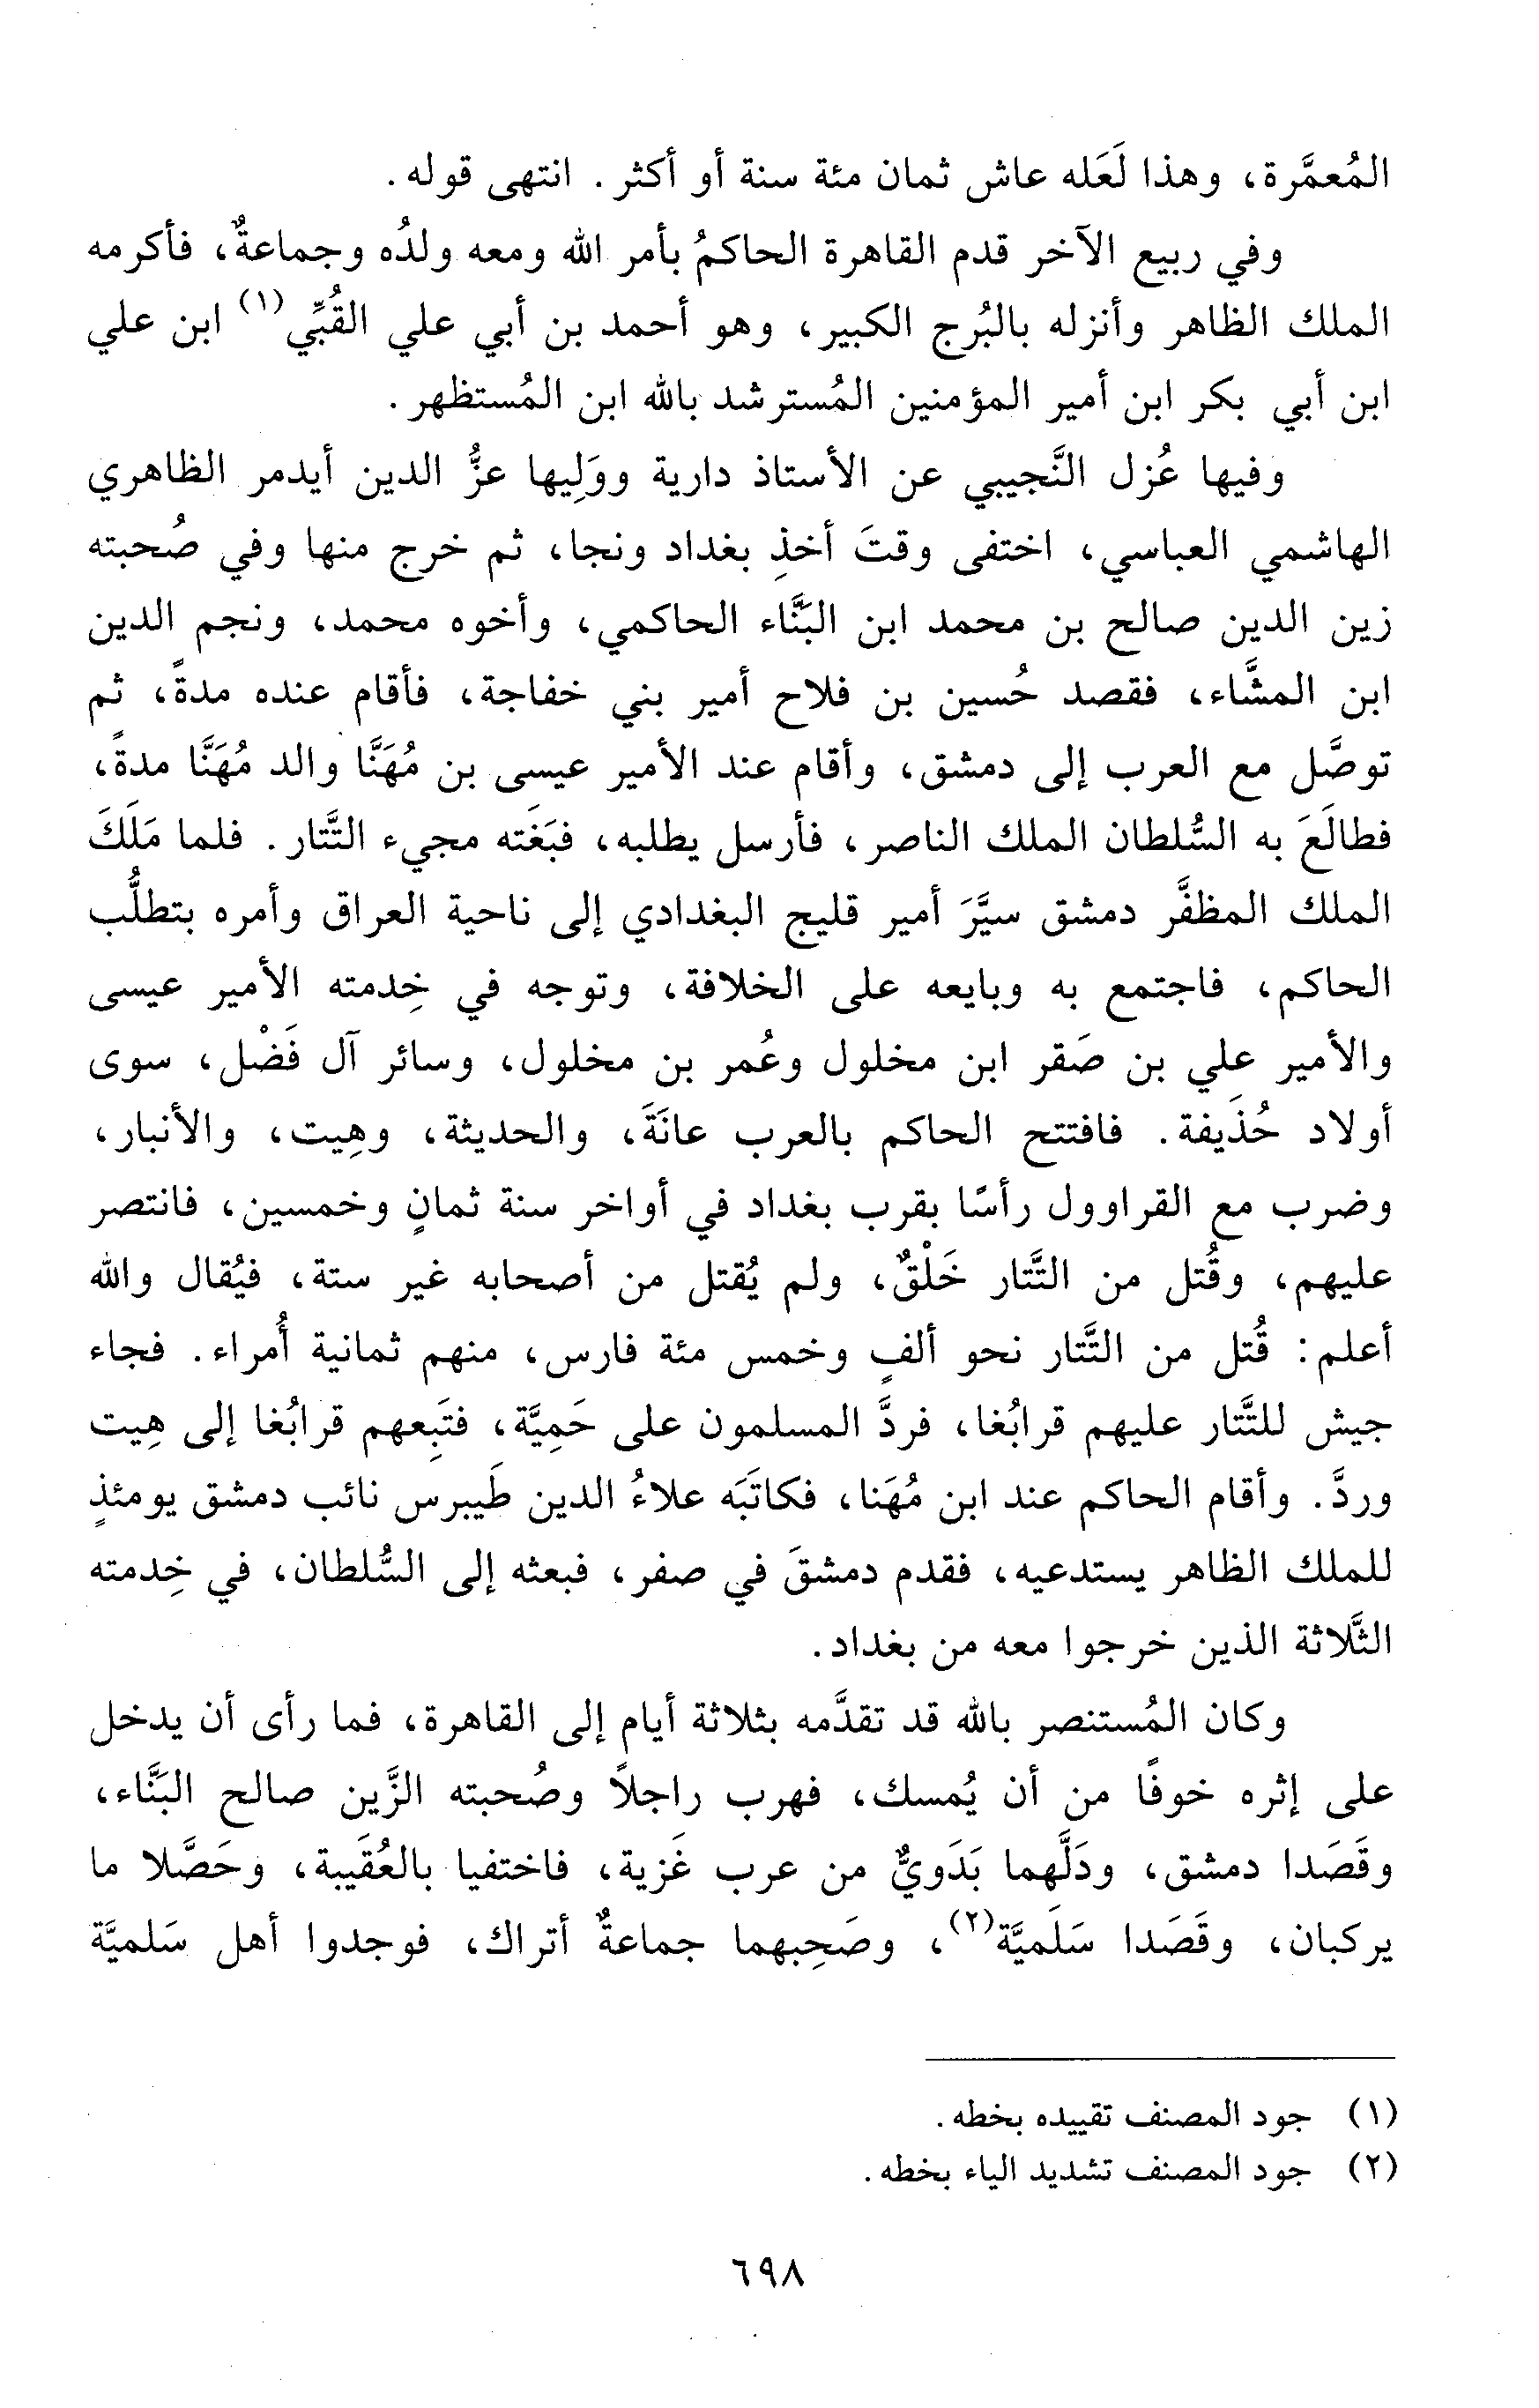 المُعمَّرة، وهذا لَعَله عاش ثمان مئة سنة أو أكثر. انتهى قوله.
وفي ربيع الآخر قدم القاهرة الحاكمُ بأمر الله ومعه ولدُه وجماعةٌ، فأكرمه
الملك الظاهر وأنزله بالبُرج الكبير، وهو أحمد بن أبي علي القُبِّي(١) ابن علي
ابن أبي بكر ابن أمير المؤمنين المُسترشد بالله ابن المُستظهر.
وفيها عُزل النَّجيبي عن الأستاذ دارية ووَلِيها عزُّ الدين أيدمر الظاهري
الهاشمي العباسي، اختفى وقتَ أخذِ بغداد ونجا، ثم خرج منها وفي صُحبته
زين الدين صالح بن محمد ابن البَنَّاء الحاكمي، وأخوه محمد، ونجم الدين
ابن المشَّاء، فقصد حُسين بن فلاح أمير بني خفاجة، فأقام عنده مدةً، ثم
توصَّل مع العرب إلى دمشق، وأقام عند الأمير عيسى بن مُهَنَّا والد مُهَنَّا مدةً،
فطالَعَ به السُّلطان الملك الناصر، فأرسل يطلبه، فبَغَته مجيء التَّتار. فلما مَلَكَ
الملك المظفَّر دمشق سيَّرَ أمير قليج البغدادي إلى ناحية العراق وأمره بتطلُّب
الحاكم، فاجتمع به وبايعه على الخلافة، وتوجه في خِدمته الأمير عيسى
والأمير علي بن صَقر ابن مخلول وعُمر بن مخلول، وسائر آل فَضْل، سوى
أولاد حُذَيفة. فافتتح الحاكم بالعرب عانَةَ، والحديثة، وهِيت، والأنبار،
وضرب مع القراوول رأسًا بقرب بغداد في أواخر سنة ثمانٍ وخمسين، فانتصر
عليهم، وقُتل من التَّتار خَلْقٌ، ولم يُقتل من أصحابه غير ستة، فيُقال والله
أعلم: قُتل من التَّتار نحو ألفٍ وخمس مئة فارس، منهم ثمانية أُمراء. فجاء
جيش للتَّتار عليهم قرابُغا، فردَّ المسلمون على حَمِيَّة، فتَبِعهم قرابُغا إلى هِيت
وردَّ. وأقام الحاكم عند ابن مُهَنا، فكاتَبَه علاءُ الدين طَيبرس نائب دمشق يومئذٍ
للملك الظاهر يستدعيه، فقدم دمشقَ في صفر، فبعثه إلى السُّلطان، في خِدمته
الثَّلاثة الذين خرجوا معه من بغداد.
وكان المُستنصر بالله قد تقدَّمه بثلاثة أيام إلى القاهرة، فما رأى أن يدخل
على إثره خوفًا من أن يُمسك، فهرب راجلاً وصُحبته الزَّين صالح البَنَّاء،
وقَصَدا دمشق، ودَلَّهما بَدَويٌّ من عرب غَزية، فاختفيا بالعُقَيبة، وحَصَّلا ما
يركبان، وقَصَدا سَلَميَّة(٢)، وصَحِبهما جماعةٌ أتراك، فوجدوا أهل سَلميَّة
(١) جود المصنف تقييده بخطه.
(٢) جود المصنف تشديد الياء بخطه.
٦٩٨